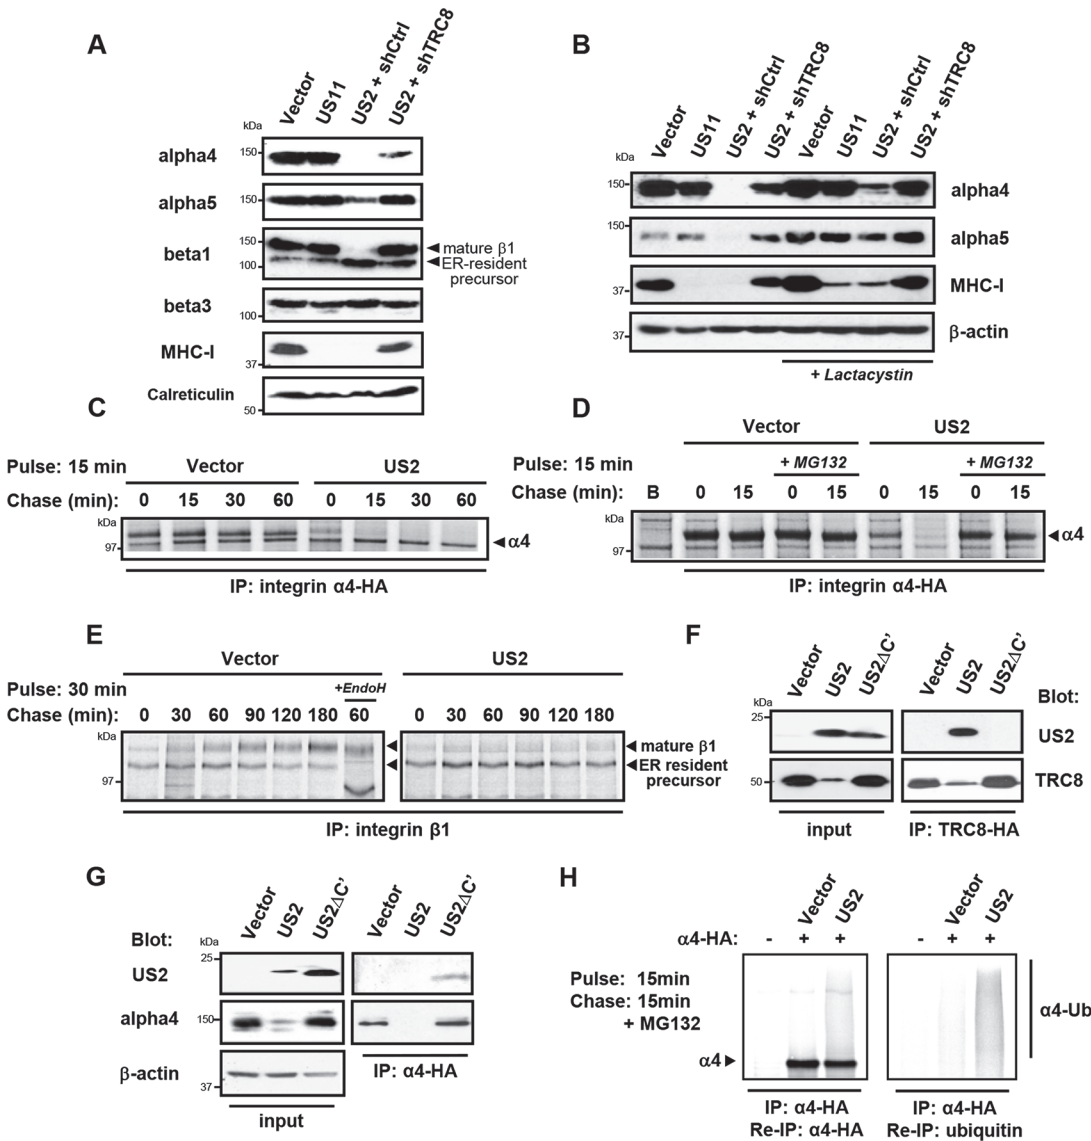 A
Vector
US11
US2 + shCtrl
US2 + shTRC8
kDa
alpha4
150
alpha5
150
beta1
150
100
mature β1
ER-resident
precursor
beta3
100
MHC-I
37
Calreticulin
50
B
Vector
US11
US2 + shCtrl
US2 + shTRC8
Vector
US11
US2 + shCtrl
US2 + shTRC8
kDa
150
alpha4
150
alpha5
37
MHC-I
37
β-actin
+ Lactacystin
C
Pulse: 15 min
Vector
US2
Chase (min):
0 15 30 60 0 15 30 60
kDa
97
α4
IP: integrin α4-HA
D
Vector
US2
Pulse: 15 min
+ MG132
+ MG132
Chase (min):
B 0 15 0 15 0 15 0 15
kDa
97
α4
IP: integrin α4-HA
E
Vector
US2
Pulse: 30 min
+EndoH
Chase (min):
0 30 60 90 120 180 60 0 30 60 90 120 180
kDa
97
mature β1
ER resident
precursor
IP: integrin β1
F
Vector
US2
US2ΔC'
Vector
US2
US2ΔC'
Blot:
kDa
25
US2
50
TRC8
input
IP: TRC8-HA
G
Vector
US2
US2ΔC'
Vector
US2
US2ΔC'
Blot:
kDa
25
US2
alpha4
150
β-actin
37
IP: α4-HA
input
H
Vector
US2
Vector
US2
α4-HA:
- + + - + +
Pulse: 15min
Chase: 15min
+ MG132
α4
α4-Ub
IP: α4-HA
Re-IP: α4-HA
IP: α4-HA
Re-IP: ubiquitin